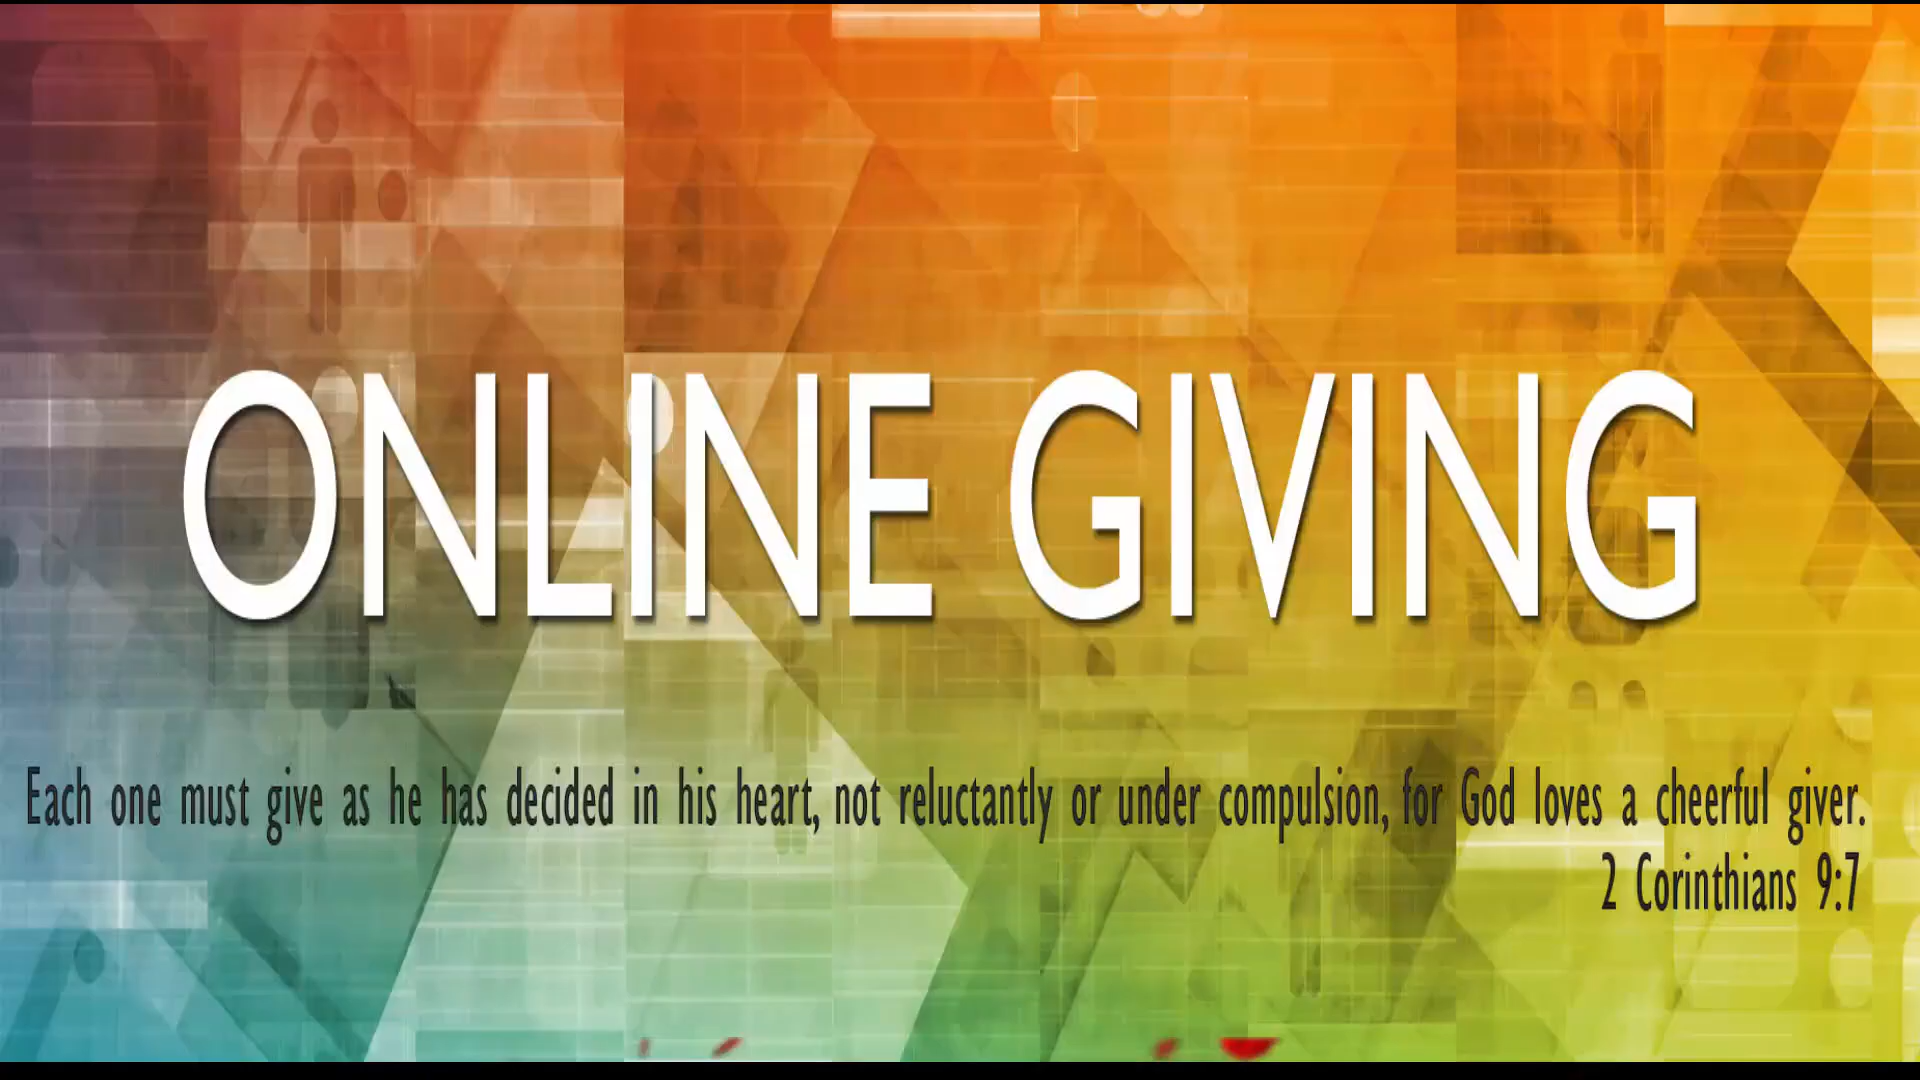 ONLINE GIVING
Each one must give as he has decided in his heart, not reluctantly or under compulsion, for God loves a cheerful giver.
2 Corinthians 9:7